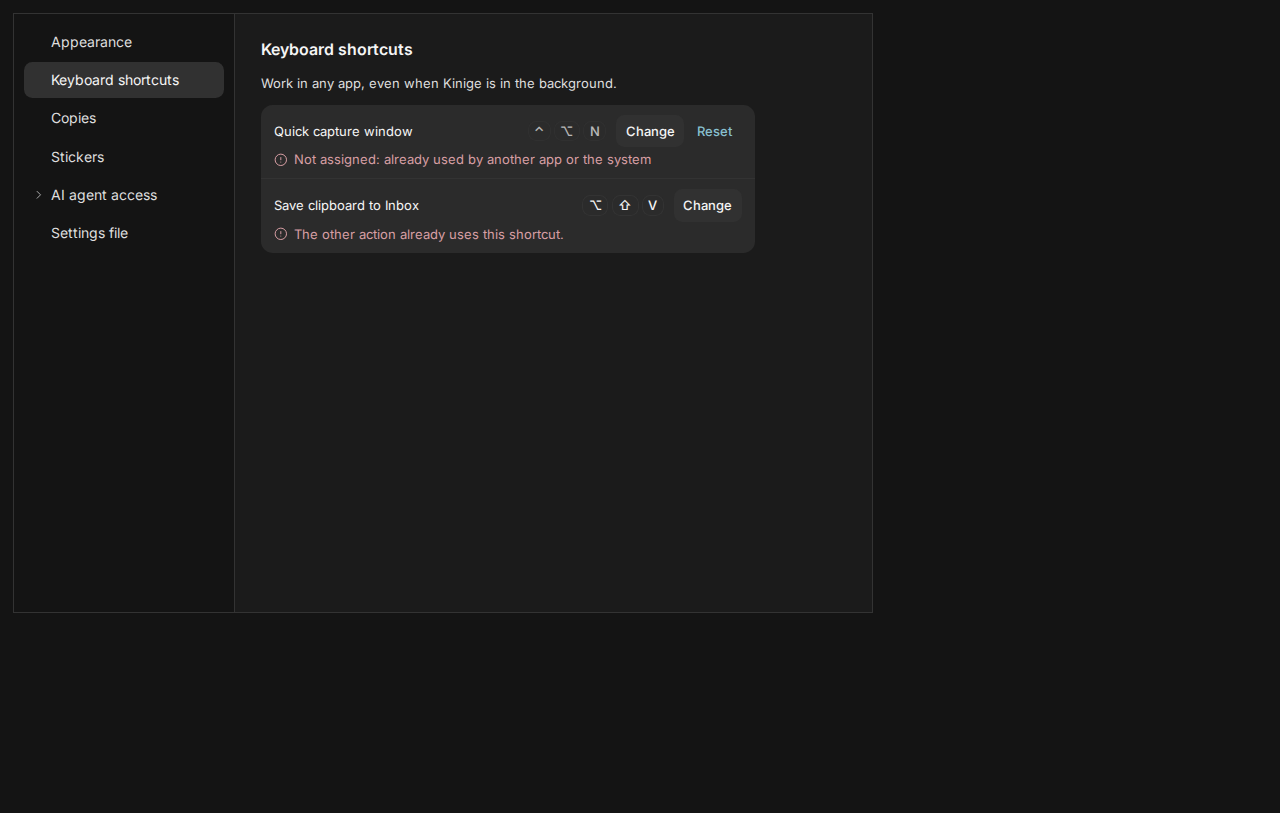 Appearance
Keyboard shortcuts
Copies
Stickers
AI agent access
Settings file
Keyboard shortcuts
Work in any app, even when Kinige is in the background.
Quick capture window ⌃ ⌥ N Change Reset
Not assigned: already used by another app or the system
Save clipboard to Inbox ⌥ ⇧ V Change
The other action already uses this shortcut.